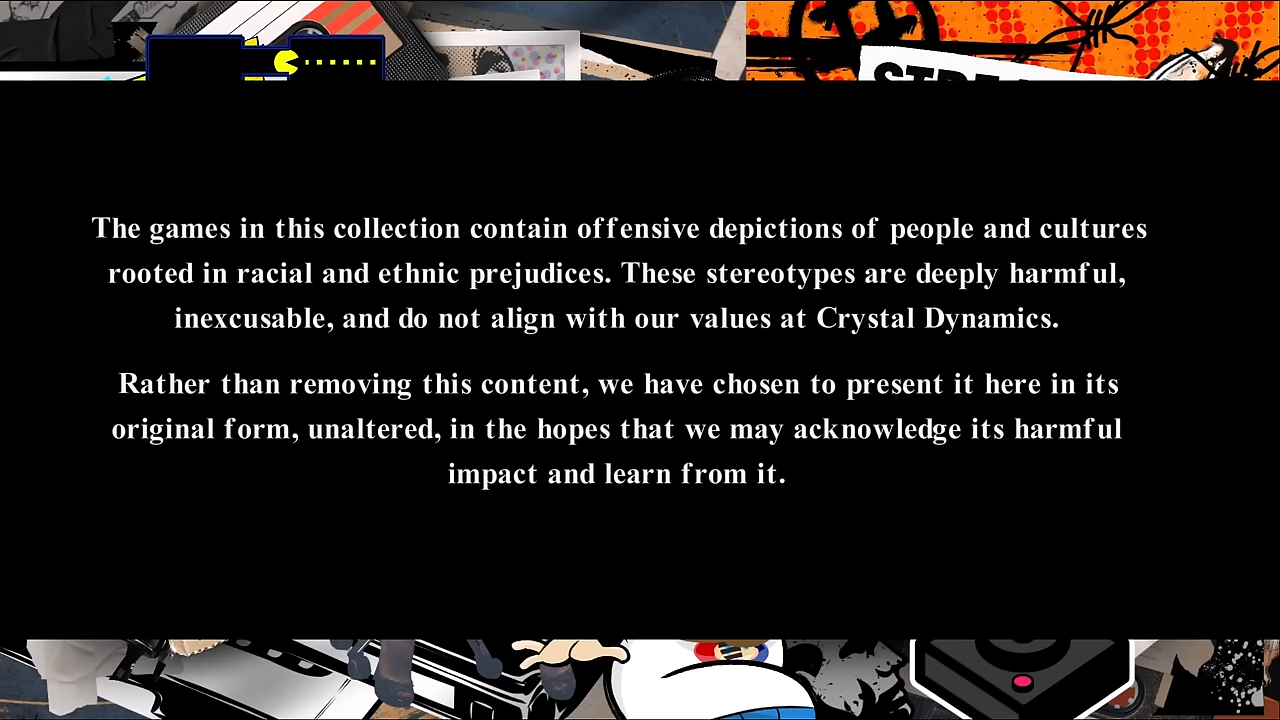 The games in this collection contain offensive depictions of people and cultures
rooted in racial and ethnic prejudices. These stereotypes are deeply harmful,
inexcusable, and do not align with our values at Crystal Dynamics.
Rather than removing this content, we have chosen to present it here in its
original form, unaltered, in the hopes that we may acknowledge its harmful
impact and learn from it.